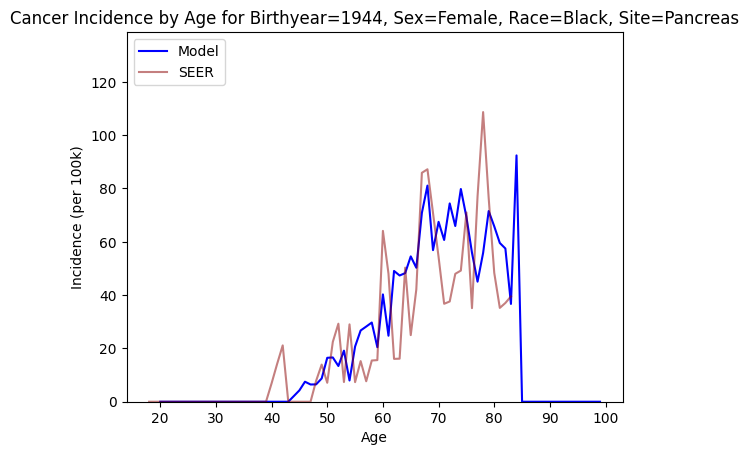 Cancer Incidence by Age for Birthyear=1944, Sex=Female, Race=Black, Site=Pancreas
Model
SEER
Incidence (per 100k)
120
100
80
60
40
20
0
20 30 40 50 60 70 80 90 100
Age